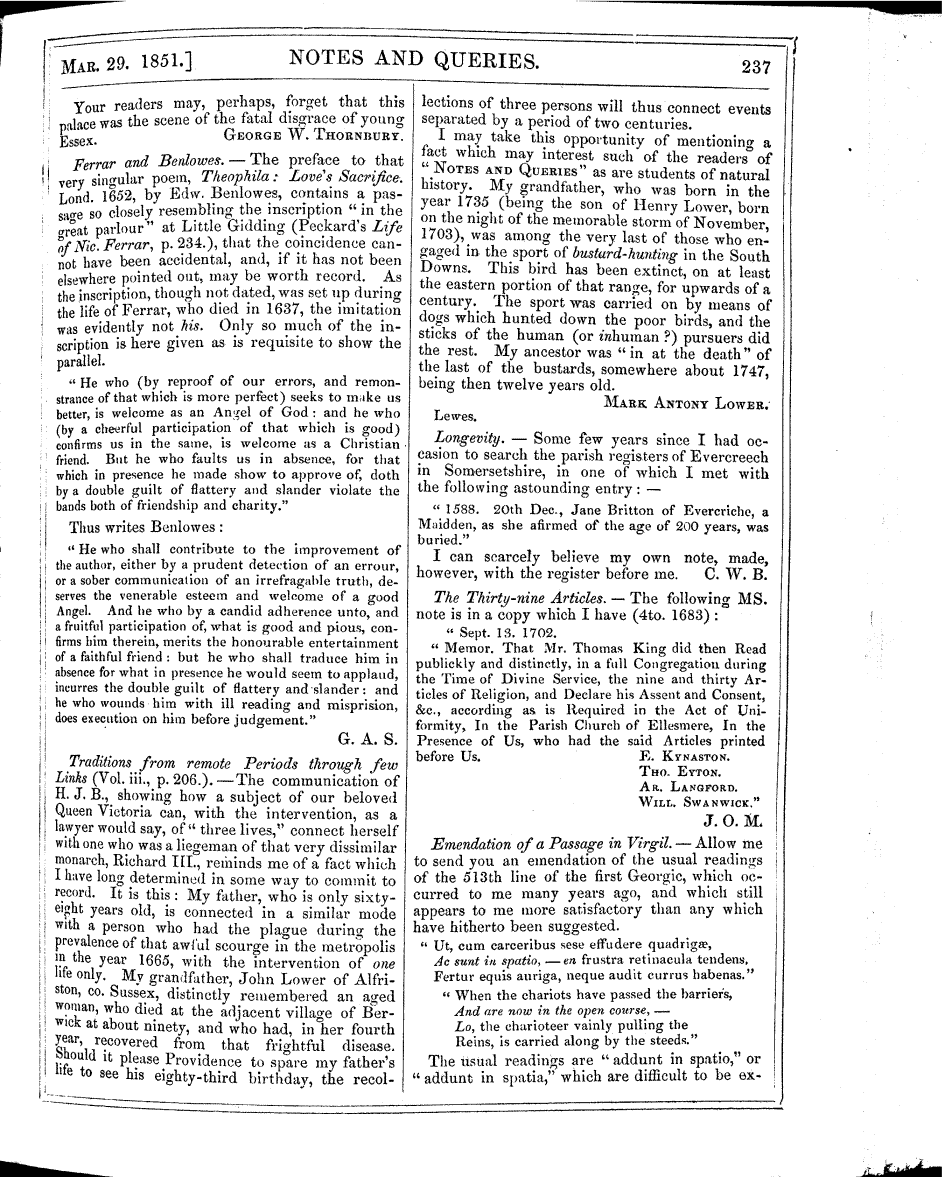 MAR. 29. 1851.] NOTES AND QUERIES. 237
Your readers may, perhaps, forget that this
palace was the scene of the fatal disgrace of young
Essex. GEORGE W. THORNBURY.
Ferrar and Benlowes. — The preface to that
very singular poem, Theophila: Love's Sacrifice.
Lond. 1652, by Edw. Benlowes, contains a pas-
sage so closely resembling the inscription "in the
great parlour" at Little Gidding (Peckard's Life
of Nic. Ferrar, p. 234.), that the coincidence can-
not have been accidental, and, if it has not been
elsewhere pointed out, may be worth record. As
the inscription, though not dated, was set up during
the life of Ferrar, who died in 1637, the imitation
was evidently not his. Only so much of the in-
scription is here given as is requisite to show the
parallel.
"He who (by reproof of our errors, and remon-
strance of that which is more perfect) seeks to make us
better, is welcome as an Angel of God: and he who
(by a cheerful participation of that which is good)
confirms us in the same, is welcome as a Christian
friend. But he who faults us in absence, for that
which in presence he made show to approve of, doth
by a double guilt of flattery and slander violate the
bands both of friendship and charity."
Thus writes Benlowes:
"He who shall contribute to the improvement of
the author, either by a prudent detection of an errour,
or a sober communication of an irrefragable truth, de-
serves the venerable esteem and welcome of a good
Angel. And he who by a candid adherence unto, and
a fruitful participation of, what is good and pious, con-
firms him therein, merits the honourable entertainment
of a faithful friend: but he who shall traduce him in
absence for what in presence he would seem to applaud,
incurres the double guilt of flattery and slander: and
he who wounds him with ill reading and misprision,
does execution on him before judgement."
G. A. S.
Traditions from remote Periods through few
Links (Vol. iii., p. 206.). — The communication of
H. J. B., showing how a subject of our beloved
Queen Victoria can, with the intervention, as a
lawyer would say, of "three lives," connect herself
with one who was a liegeman of that very dissimilar
monarch, Richard III., reminds me of a fact which
I have long determined in some way to commit to
record. It is this: My father, who is only sixty-
eight years old, is connected in a similar mode
with a person who had the plague during the
prevalence of that awful scourge in the metropolis
in the year 1665, with the intervention of one
life only. My grandfather, John Lower of Alfri-
ston, co. Sussex, distinctly remembered an aged
woman, who died at the adjacent village of Ber-
wick at about ninety, and who had, in her fourth
year, recovered from that frightful disease.
Should it please Providence to spare my father's
life to see his eighty-third birthday, the recol-
lections of three persons will thus connect events
separated by a period of two centuries.
I may take this opportunity of mentioning a
fact which may interest such of the readers of
"NOTES AND QUERIES" as are students of natural
history. My grandfather, who was born in the
year 1735 (being the son of Henry Lower, born
on the night of the memorable storm of November,
1703), was among the very last of those who en-
gaged in the sport of bustard-hunting in the South
Downs. This bird has been extinct, on at least
the eastern portion of that range, for upwards of a
century. The sport was carried on by means of
dogs which hunted down the poor birds, and the
sticks of the human (or inhuman?) pursuers did
the rest. My ancestor was "in at the death" of
the last of the bustards, somewhere about 1747,
being then twelve years old.
MARK ANTONY LOWER.
Lewes.
Longevity. — Some few years since I had oc-
casion to search the parish registers of Evercreech
in Somersetshire, in one of which I met with
the following astounding entry: —
"1588. 20th Dec., Jane Britton of Evercriche, a
Maidden, as she afirmed of the age of 200 years, was
buried."
I can scarcely believe my own note, made,
however, with the register before me. C. W. B.
The Thirty-nine Articles. — The following MS.
note is in a copy which I have (4to. 1683):
"Sept. 13. 1702.
"Memor. That Mr. Thomas King did then Read
publickly and distinctly, in a full Congregation during
the Time of Divine Service, the nine and thirty Ar-
ticles of Religion, and Declare his Assent and Consent,
&c., according as is Required in the Act of Uni-
formity, In the Parish Church of Ellesmere, In the
Presence of Us, who had the said Articles printed
before Us. E. KYNASTON.
THO. EYTON.
AR. LANGFORD.
WILL. SWANWICK."
J. O. M.
Emendation of a Passage in Virgil. — Allow me
to send you an emendation of the usual readings
of the 513th line of the first Georgic, which oc-
curred to me many years ago, and which still
appears to me more satisfactory than any which
have hitherto been suggested.
"Ut, cum carceribus sese effudere quadrigæ,
Ac sunt in spatio, — en frustra retinacula tendens,
Fertur equis auriga, neque audit currus habenas."
"When the chariots have passed the barriers,
And are now in the open course, —
Lo, the charioteer vainly pulling the
Reins, is carried along by the steeds."
The usual readings are "addunt in spatio," or
"addunt in spatia," which are difficult to be ex-